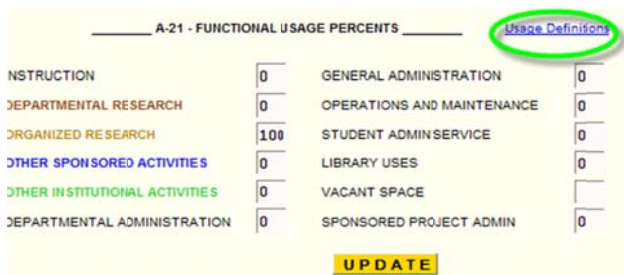 A-21 - FUNCTIONAL USAGE PERCENTS Usage Definitions
NSTRUCTION 0 GENERAL ADMINISTRATION 0
DEPARTMENTAL RESEARCH 0 OPERATIONS AND MAINTENANCE 0
ORGANIZED RESEARCH 100 STUDENT ADMIN SERVICE 0
OTHER SPONSORED ACTIVITIES 0 LIBRARY USES 0
OTHER INSTITUTIONAL ACTIVITIES 0 VACANT SPACE
DEPARTMENTAL ADMINISTRATION 0 SPONSORED PROJECT ADMIN 0
UPDATE